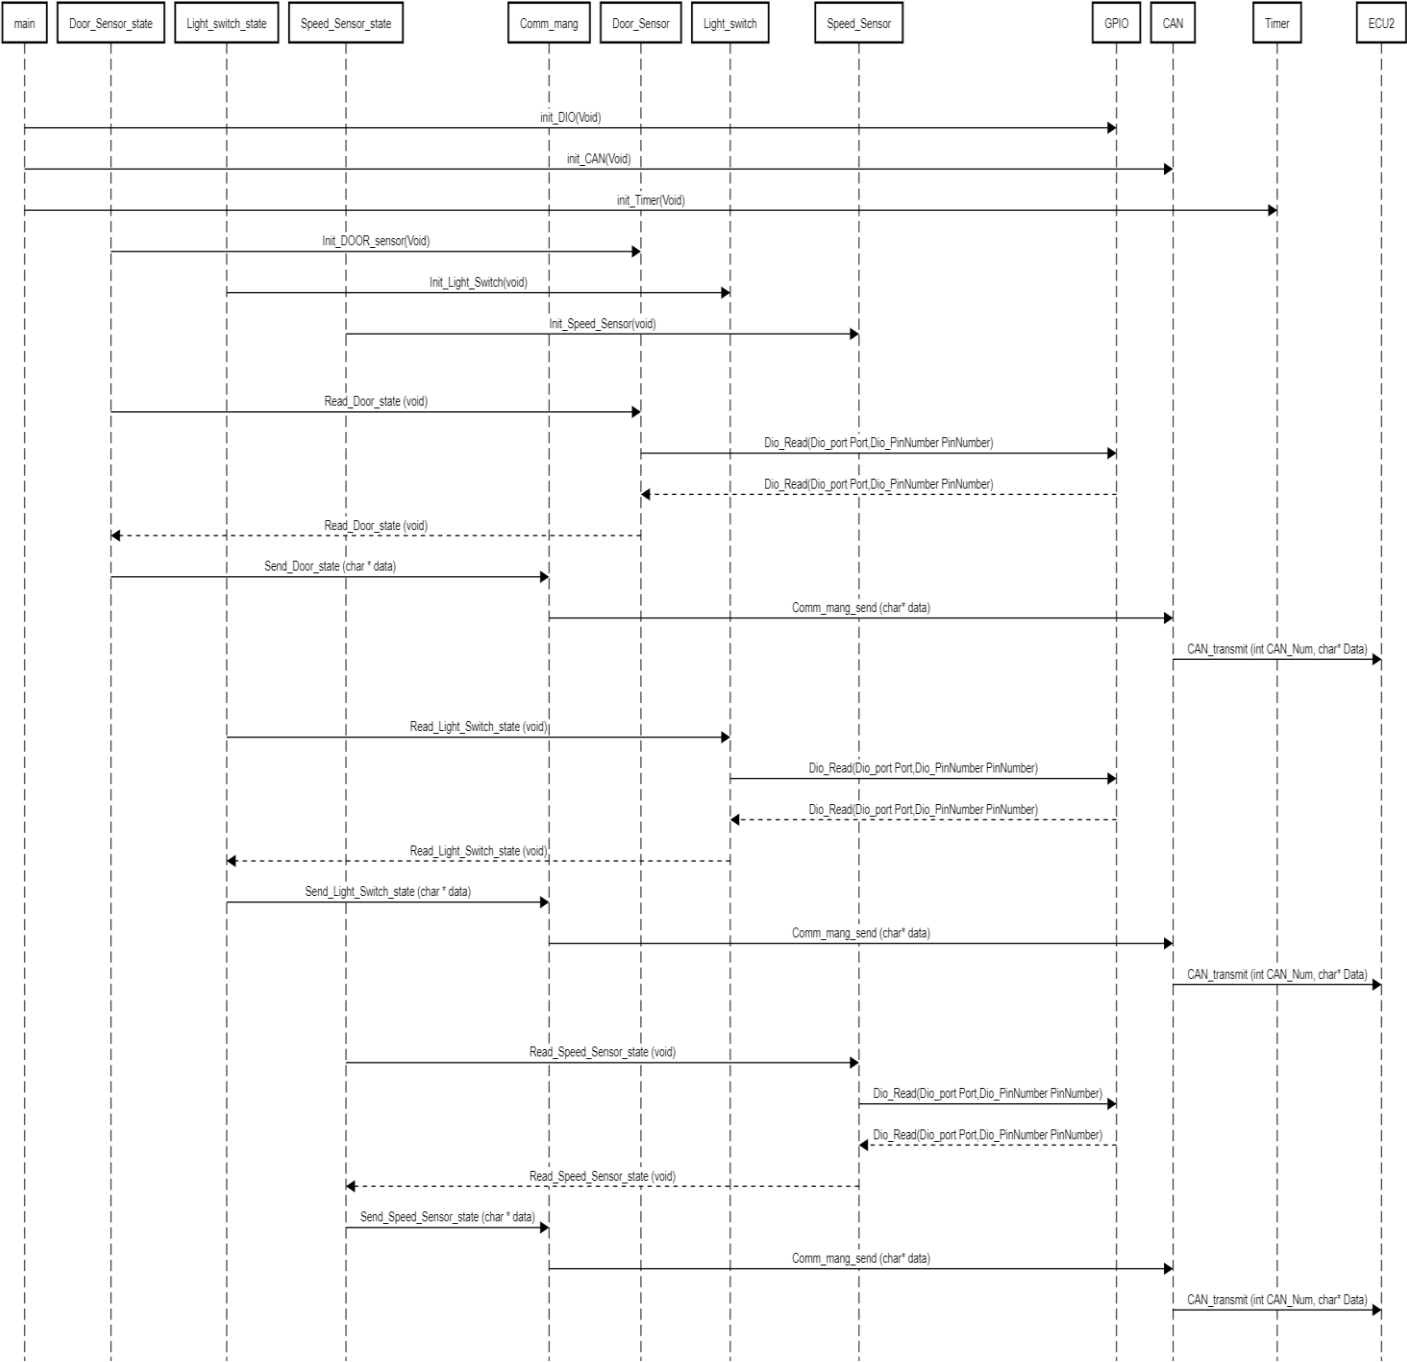 main
Door_Sensor_state
Light_switch_state
Speed_Sensor_state
Comm_mang
Door_Sensor
Light_switch
Speed_Sensor
GPIO
CAN
Timer
ECU2
init_DIO(Void)
init_CAN(Void)
init_Timer(Void)
Init_DOOR_sensor(Void)
Init_Light_Switch(void)
Init_Speed_Sensor(void)
Read_Door_state (void)
Dio_Read(Dio_port Port,Dio_PinNumber PinNumber)
Dio_Read(Dio_port Port,Dio_PinNumber PinNumber)
Read_Door_state (void)
Send_Door_state (char * data)
Comm_mang_send (char* data)
CAN_transmit (int CAN_Num, char* Data)
Read_Light_Switch_state (void)
Dio_Read(Dio_port Port,Dio_PinNumber PinNumber)
Dio_Read(Dio_port Port,Dio_PinNumber PinNumber)
Read_Light_Switch_state (void)
Send_Light_Switch_state (char * data)
Comm_mang_send (char* data)
CAN_transmit (int CAN_Num, char* Data)
Read_Speed_Sensor_state (void)
Dio_Read(Dio_port Port,Dio_PinNumber PinNumber)
Dio_Read(Dio_port Port,Dio_PinNumber PinNumber)
Read_Speed_Sensor_state (void)
Send_Speed_Sensor_state (char * data)
Comm_mang_send (char* data)
CAN_transmit (int CAN_Num, char* Data)